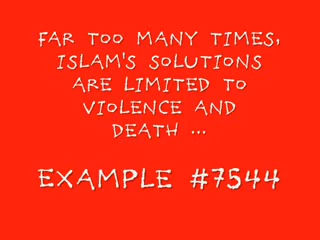 FAR TOO MANY TIMES,
ISLAM'S SOLUTIONS
ARE LIMITED TO
VIOLENCE AND
DEATH ...
EXAMPLE #7544